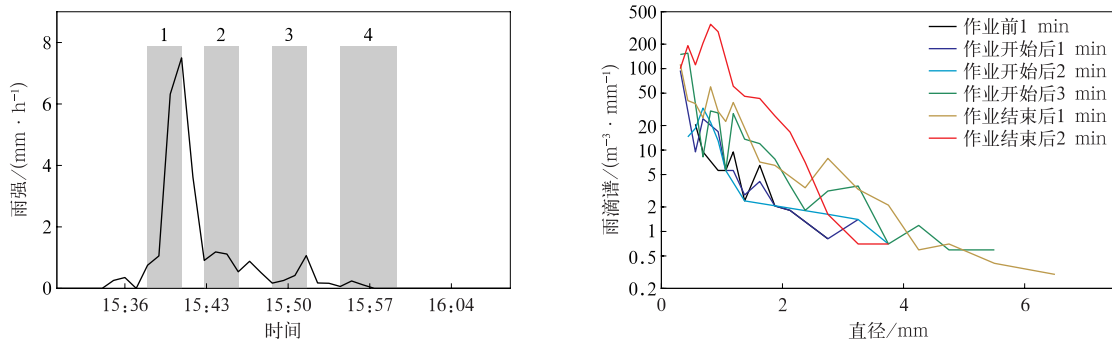 雨强/(mm · h⁻¹)
8
6
4
2
0
1
2
3
4
15:36
15:43
15:50
15:57
16:04
时间
雨滴谱/(m⁻³ · mm⁻¹)
500
200
100
50
20
10
5
2
1
0.5
0.2
作业前1 min
作业开始后1 min
作业开始后2 min
作业开始后3 min
作业结束后1 min
作业结束后2 min
0
2
4
6
直径/mm